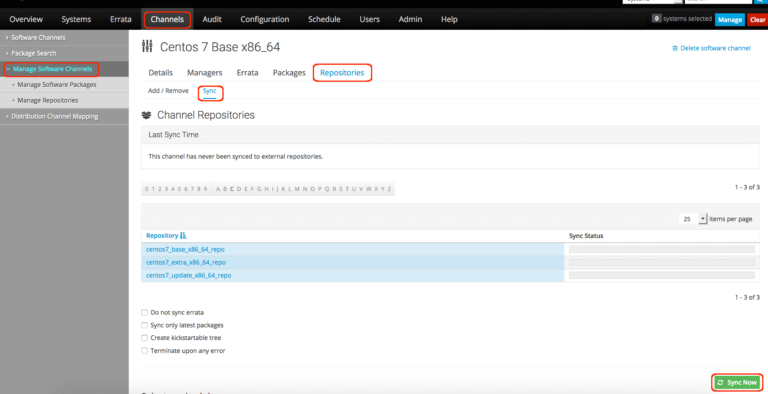 Overview Systems Errata Channels Audit Configuration Schedule Users Admin Help
0 systems selected Manage Clear
Software Channels
Package Search
Manage Software Channels
Manage Software Packages
Manage Repositories
Distribution Channel Mapping
Centos 7 Base x86_64
Delete software channel
Details Managers Errata Packages Repositories
Add / Remove Sync
Channel Repositories
Last Sync Time
This channel has never been synced to external repositories.
0 1 2 3 4 5 6 7 8 9 A B C D E F G H I J K L M N O P Q R S T U V W X Y Z
1 - 3 of 3
25 items per page
Repository Sync Status
centos7_base_x86_64_repo
centos7_extra_x86_64_repo
centos7_update_x86_64_repo
1 - 3 of 3
Do not sync errata
Sync only latest packages
Create kickstartable tree
Terminate upon any error
Sync Now